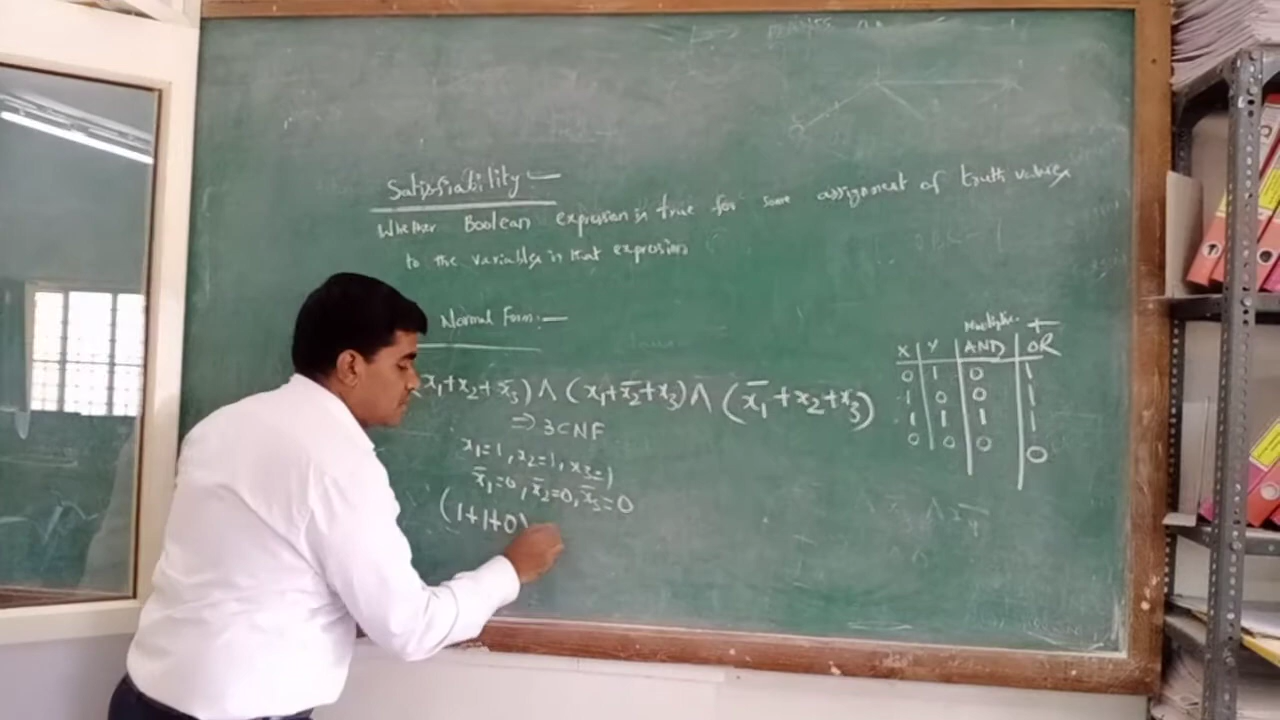 Satisfiability :-
Whether Boolean expression is true for some assignment of truth values
to the variables in that expression
Normal Form:-
x₁+x₂+x̄₃) ∧ (x₁+x̄₂+x₃) ∧ (x̄₁+x₂+x₃)
⇒ 3CNF
x₁=1, x₂=1, x₃=1
x̄₁=0, x̄₂=0, x̄₃=0
(1+1+0)
+
X Y AND OR
0 1 0 1
1 0 0 1
1 1 1 1
0 0 0 0